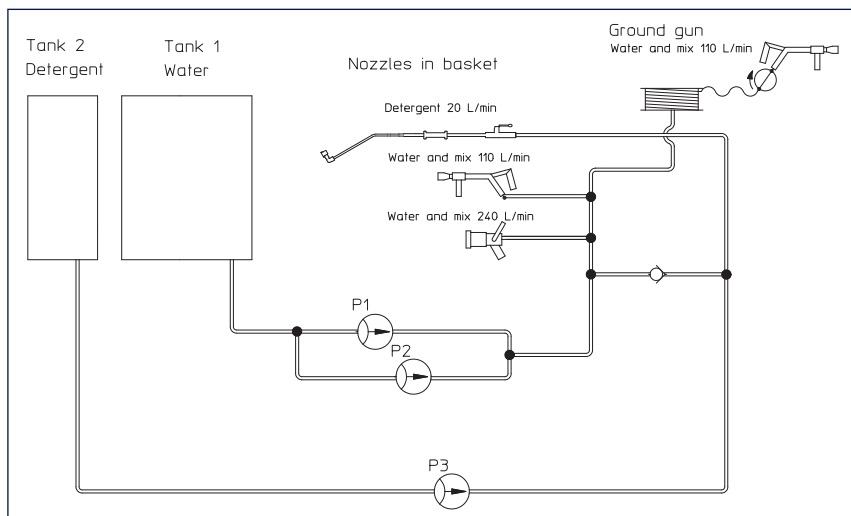 Tank 2
Detergent
Tank 1
Water
Nozzles in basket
Ground gun
Water and mix 110 L/min
Detergent 20 L/min
Water and mix 110 L/min
Water and mix 240 L/min
P1
P2
P3